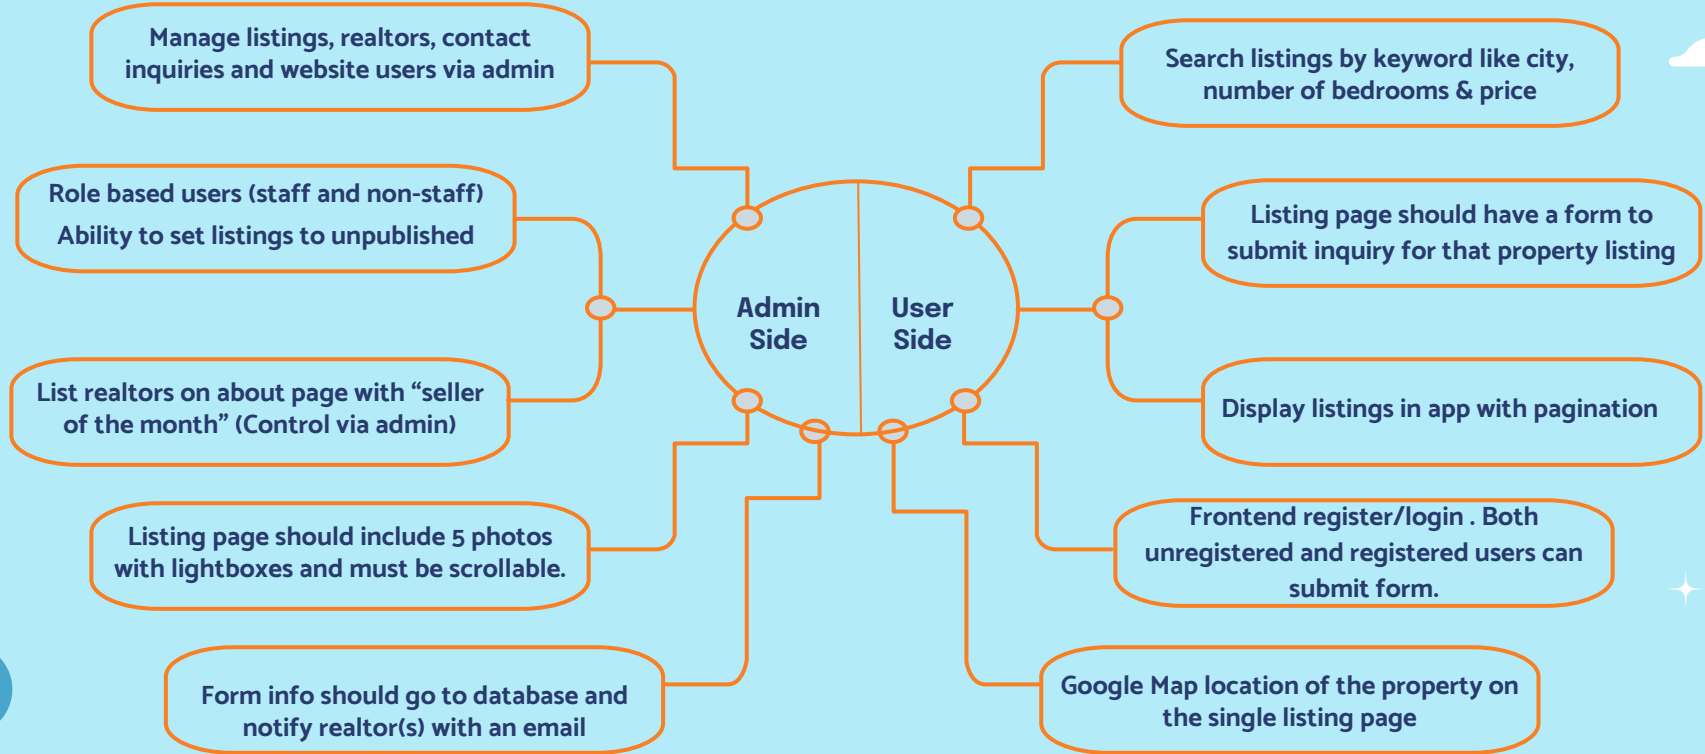 Manage listings, realtors, contact
inquiries and website users via admin
Role based users (staff and non-staff)
Ability to set listings to unpublished
List realtors on about page with “seller
of the month” (Control via admin)
Listing page should include 5 photos
with lightboxes and must be scrollable.
Form info should go to database and
notify realtor(s) with an email
Admin
Side
User
Side
Search listings by keyword like city,
number of bedrooms & price
Listing page should have a form to
submit inquiry for that property listing
Display listings in app with pagination
Frontend register/login . Both
unregistered and registered users can
submit form.
Google Map location of the property on
the single listing page